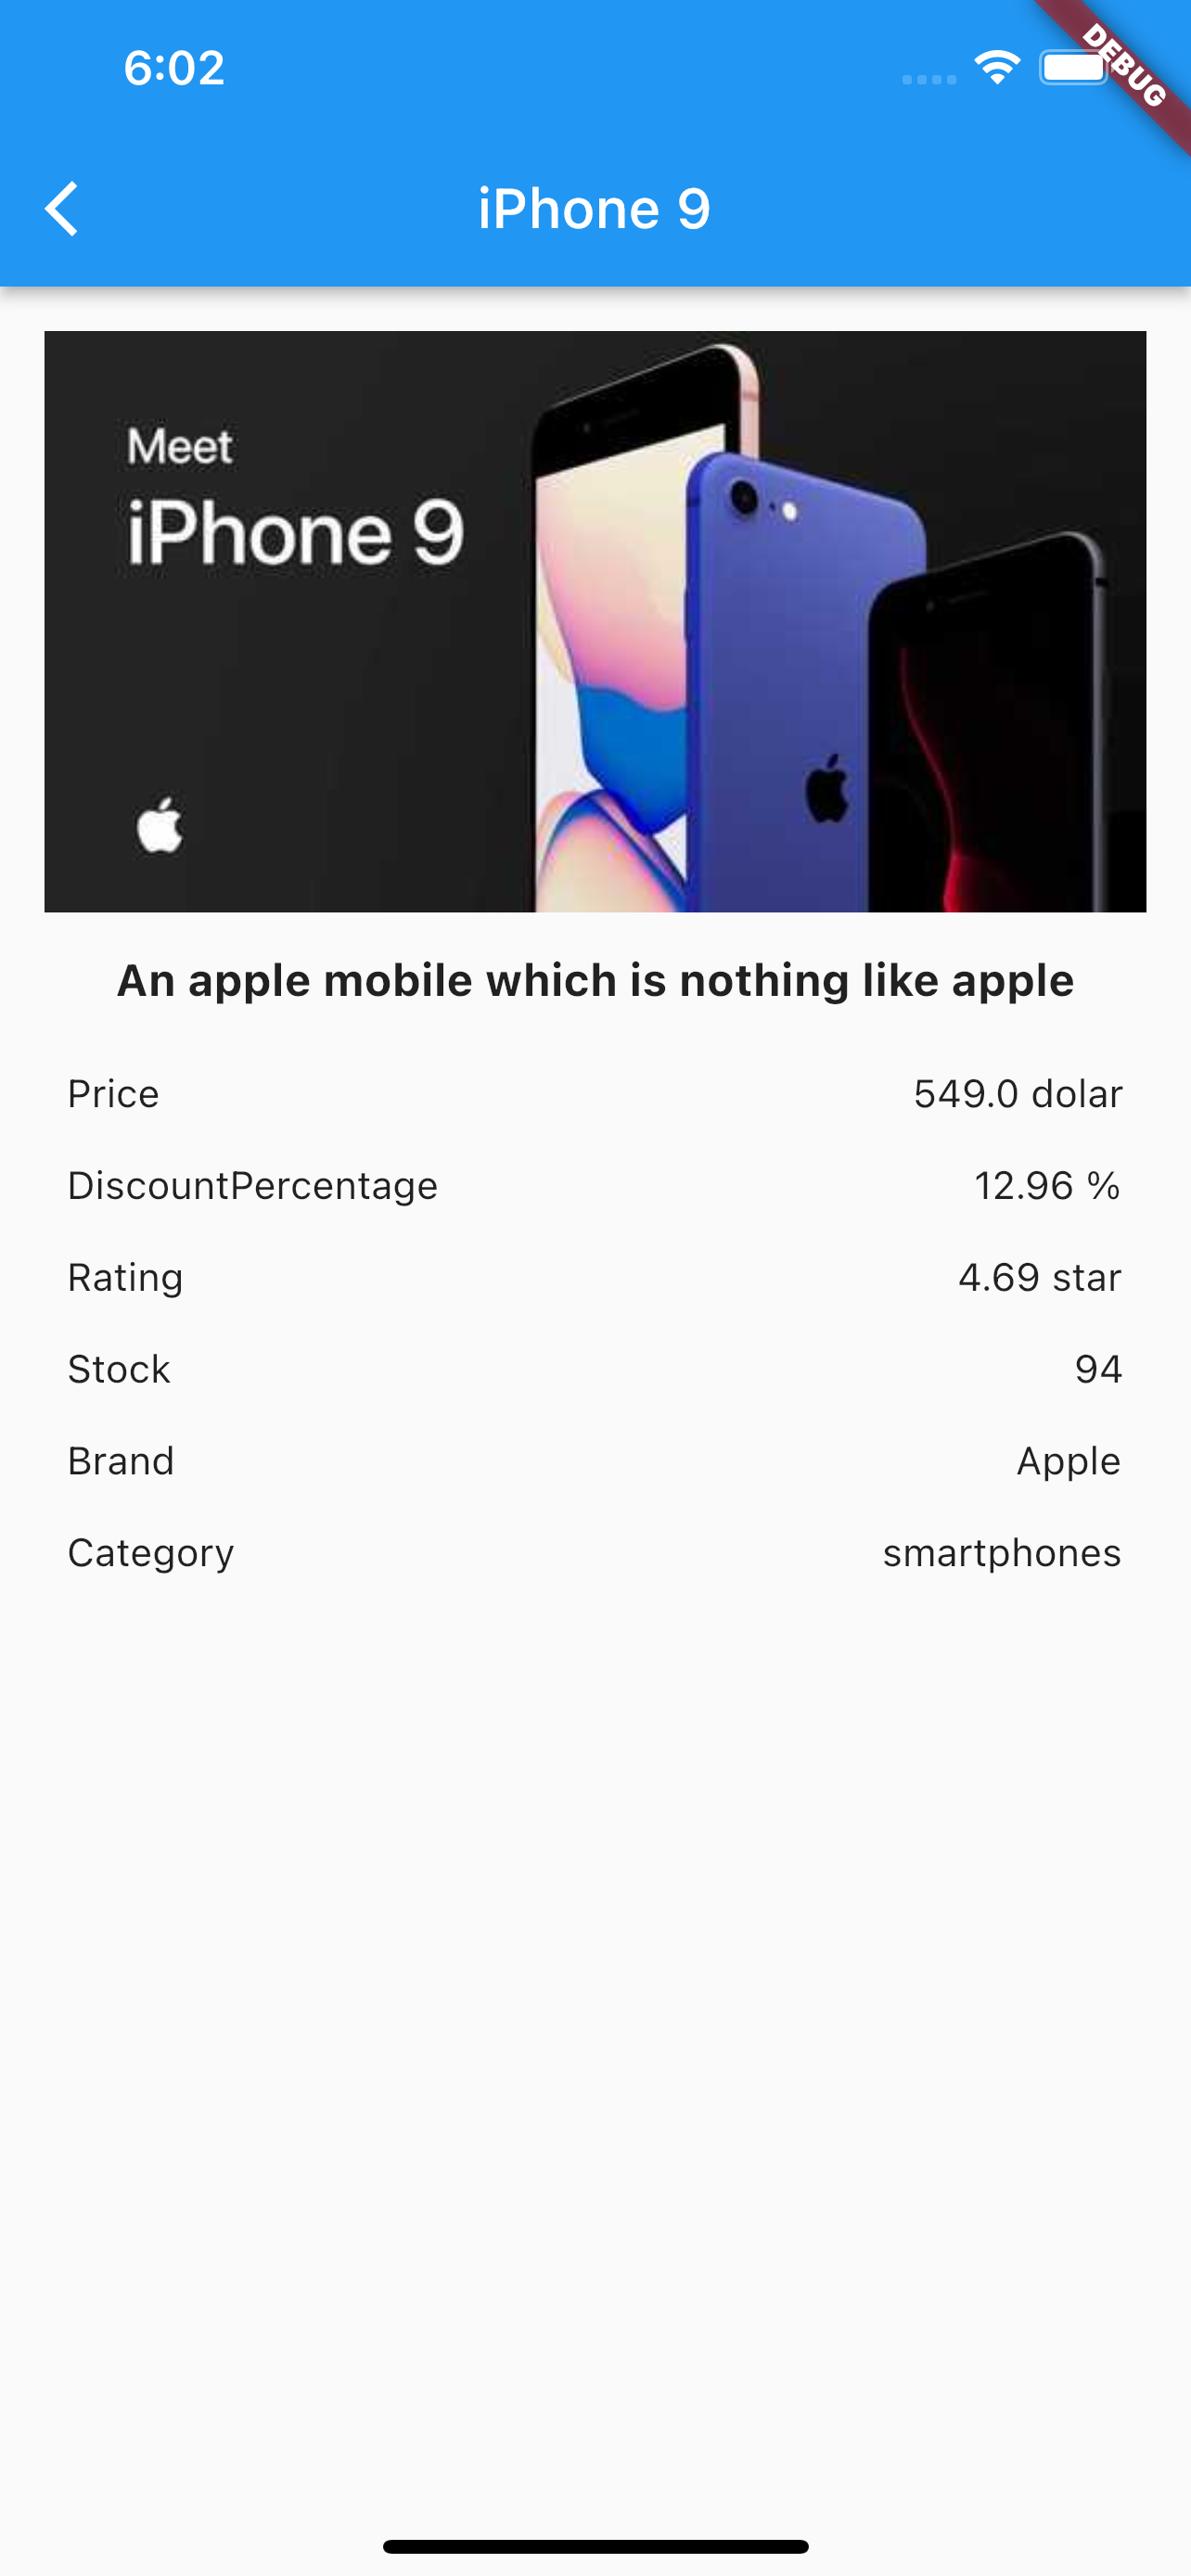 6:02
DEBUG
iPhone 9
Meet
iPhone 9
An apple mobile which is nothing like apple
Price 549.0 dolar
DiscountPercentage 12.96 %
Rating 4.69 star
Stock 94
Brand Apple
Category smartphones